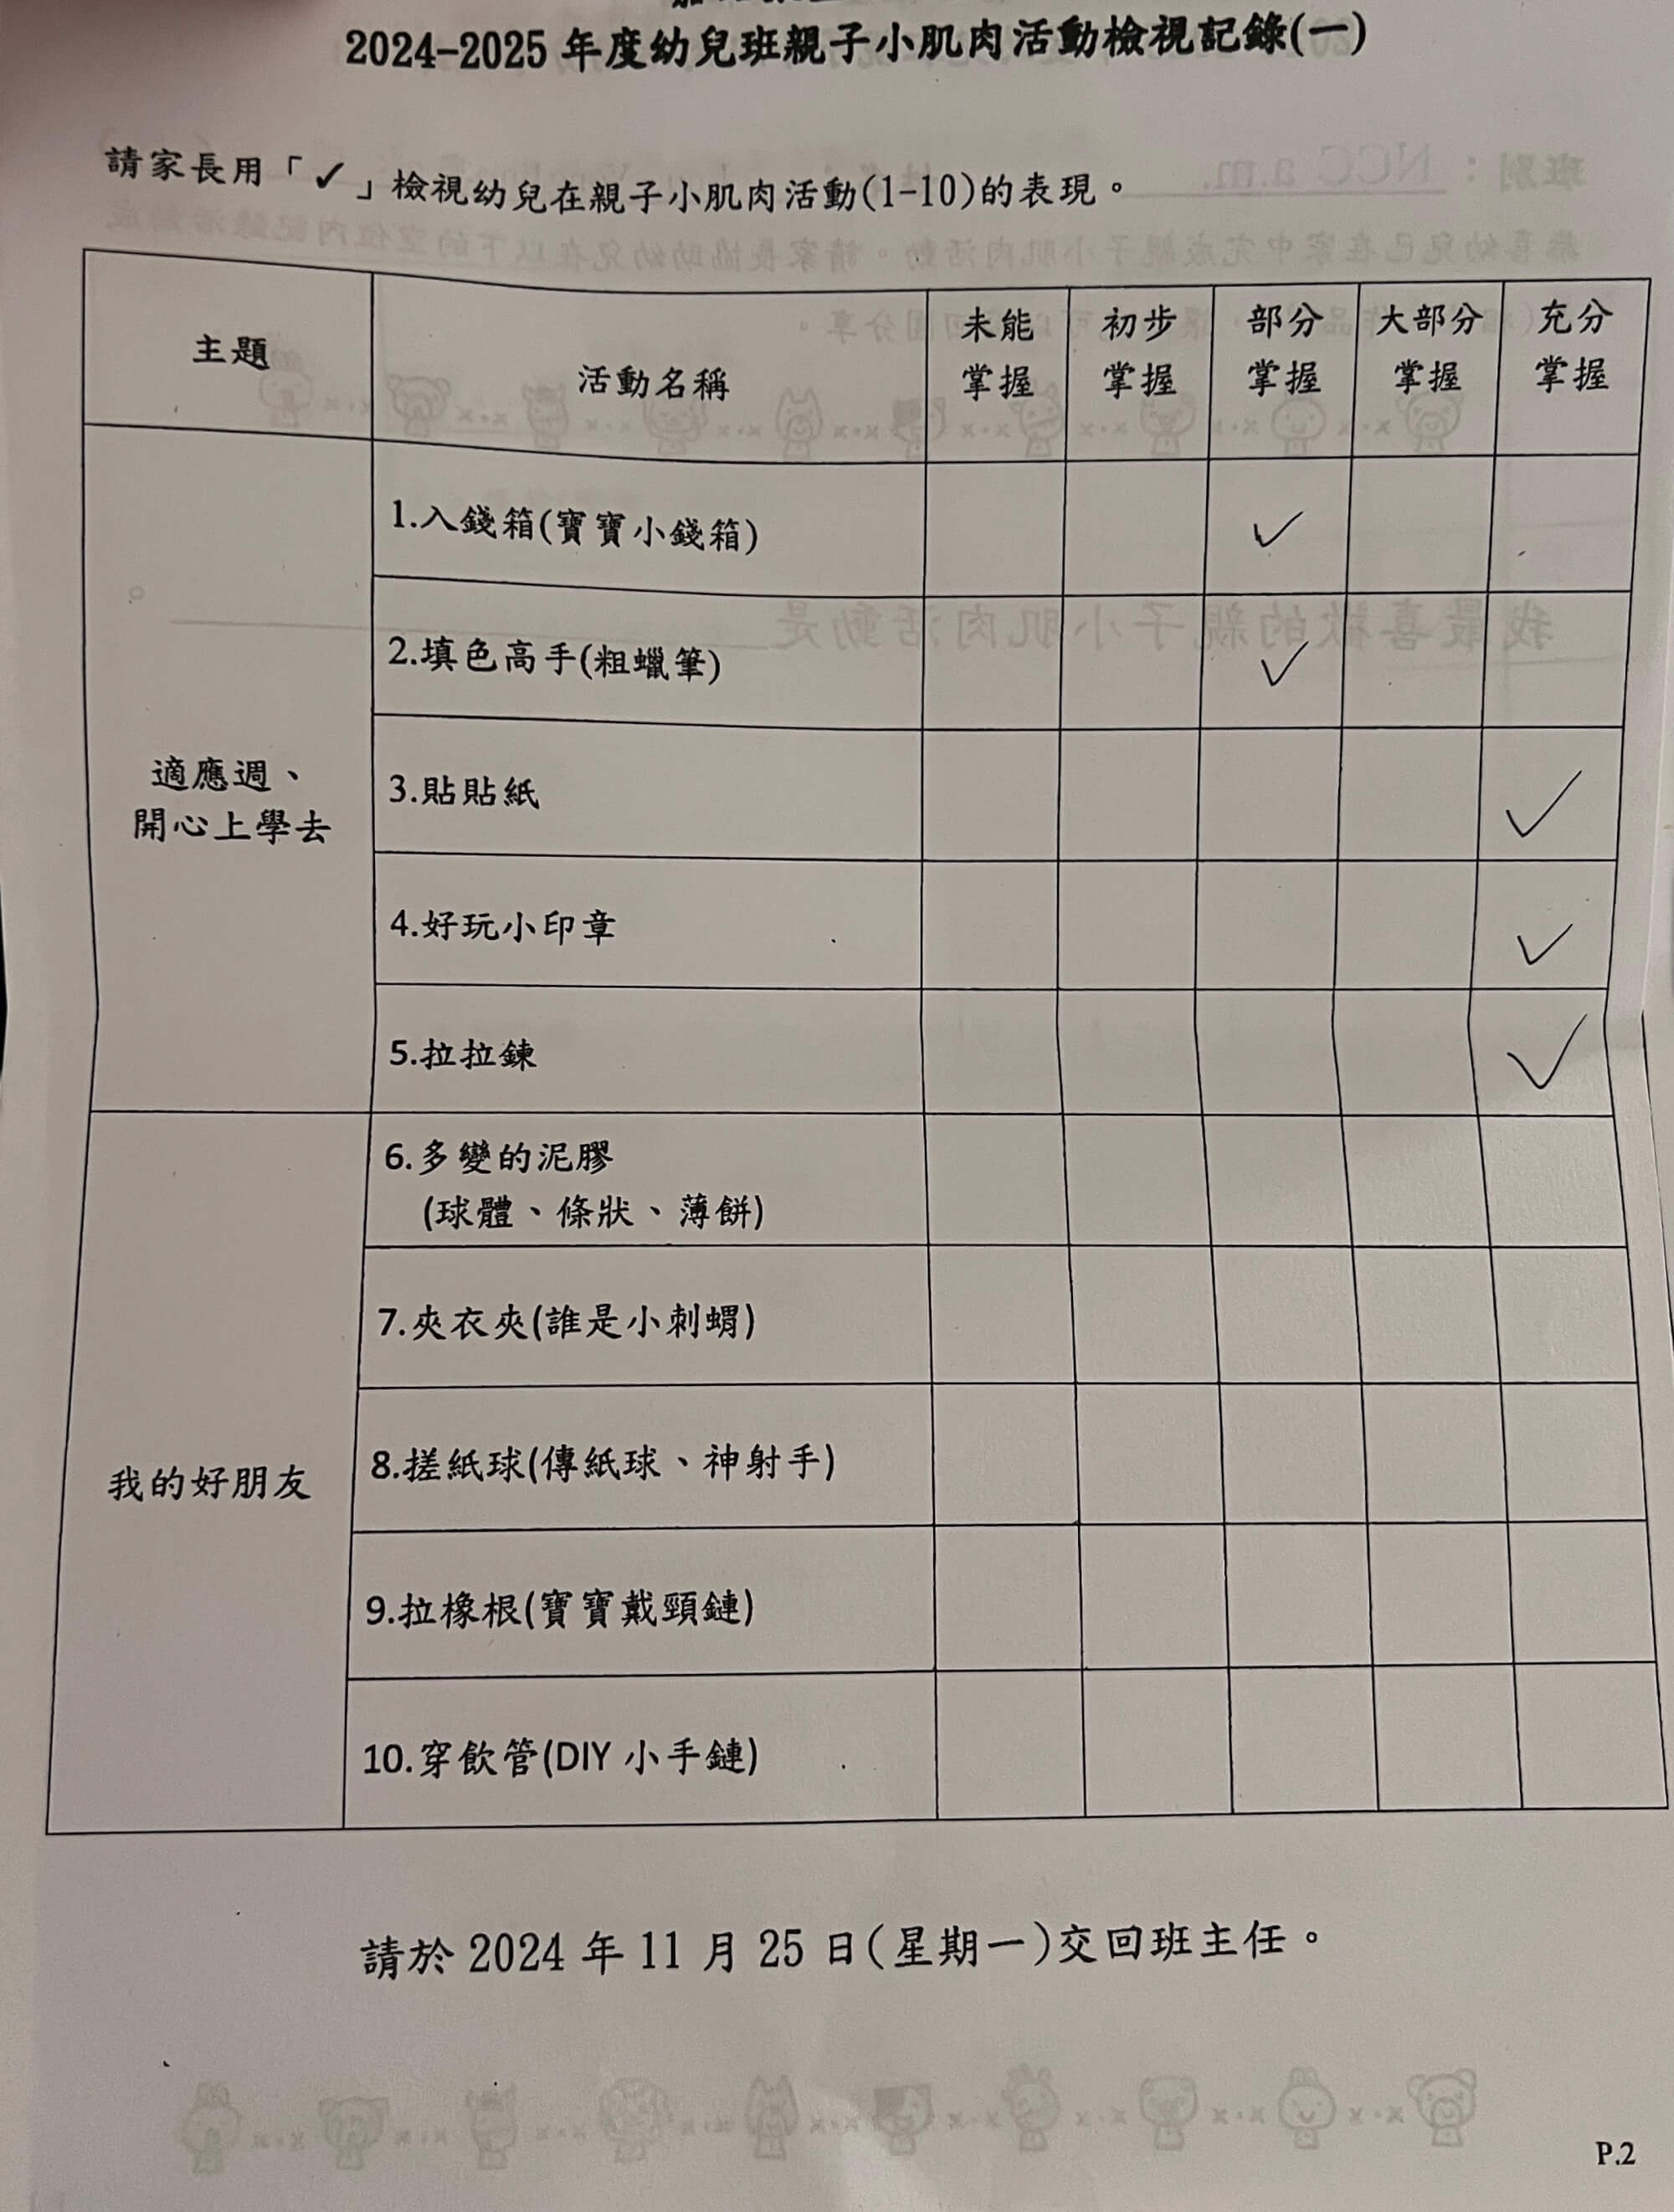 2024-2025 年度幼兒班親子小肌肉活動檢視記錄(一)
請家長用「✓」檢視幼兒在親子小肌肉活動(1-10)的表現。
主題 活動名稱 未能掌握 初步掌握 部分掌握 大部分掌握 充分掌握
適應週、
開心上學去
1.入錢箱(寶寶小錢箱) ✓
2.填色高手(粗蠟筆) ✓
3.貼貼紙 ✓
4.好玩小印章 ✓
5.拉拉鍊 ✓
我的好朋友
6.多變的泥膠
(球體、條狀、薄餅)
7.夾衣夾(誰是小刺蝟)
8.搓紙球(傳紙球、神射手)
9.拉橡根(寶寶戴頸鏈)
10.穿飲管(DIY 小手鏈)
請於 2024 年 11 月 25 日(星期一)交回班主任。
P.2